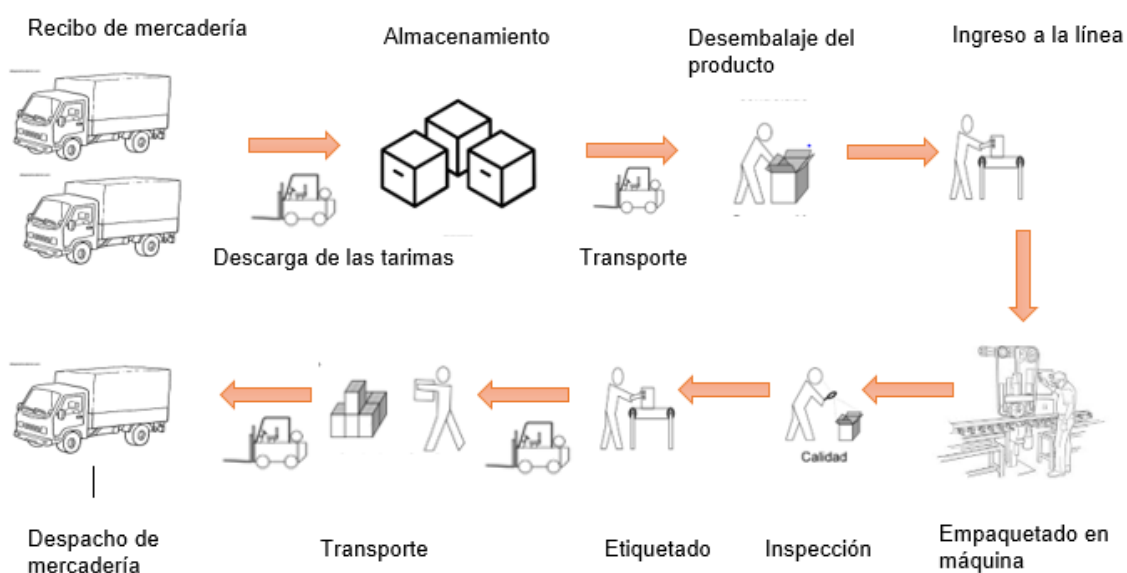 Recibo de mercadería
Almacenamiento
Desembalaje del
producto
Ingreso a la línea
Descarga de las tarimas
Transporte
Calidad
Despacho de
mercadería
Transporte
Etiquetado
Inspección
Empaquetado en
máquina